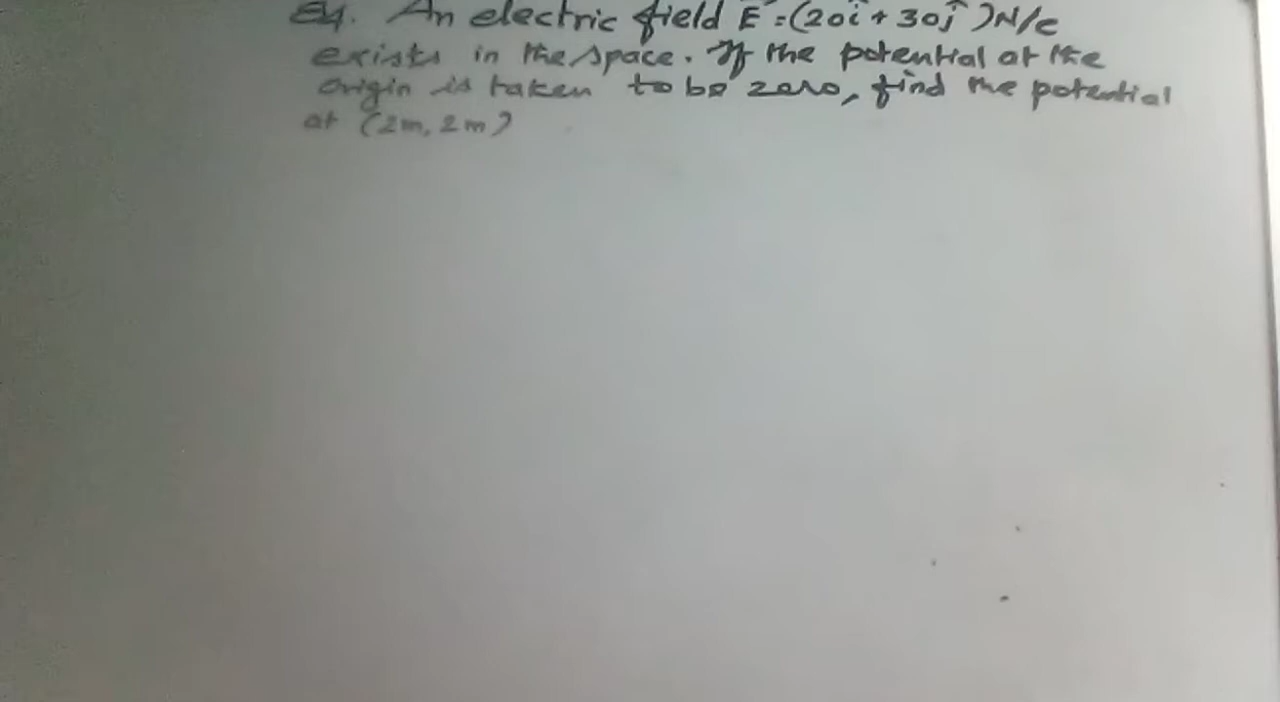 Eg. An electric field E = (20î + 30ĵ) N/C
exists in the space. If the potential at the
origin is taken to be zero, find the potential
at (2m, 2m)